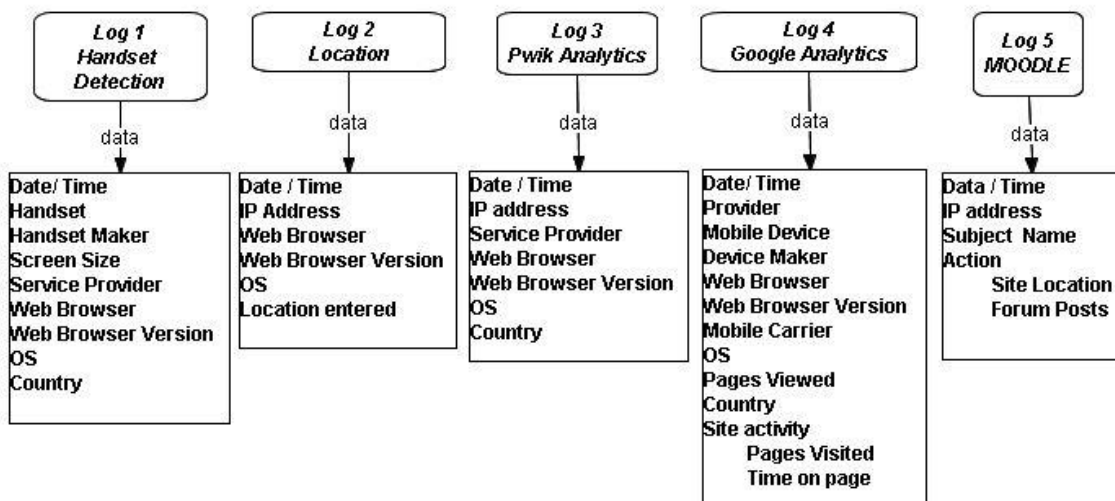 Log 1
Handset
Detection
data
Date/ Time
Handset
Handset Maker
Screen Size
Service Provider
Web Browser
Web Browser Version
OS
Country
Log 2
Location
data
Date / Time
IP Address
Web Browser
Web Browser Version
OS
Location entered
Log 3
Pwik Analytics
data
Date / Time
IP address
Service Provider
Web Browser
Web Browser Version
OS
Country
Log 4
Google Analytics
data
Date/ Time
Provider
Mobile Device
Device Maker
Web Browser
Web Browser Version
Mobile Carrier
OS
Pages Viewed
Country
Site activity
Pages Visited
Time on page
Log 5
MOODLE
data
Data / Time
IP address
Subject Name
Action
Site Location
Forum Posts